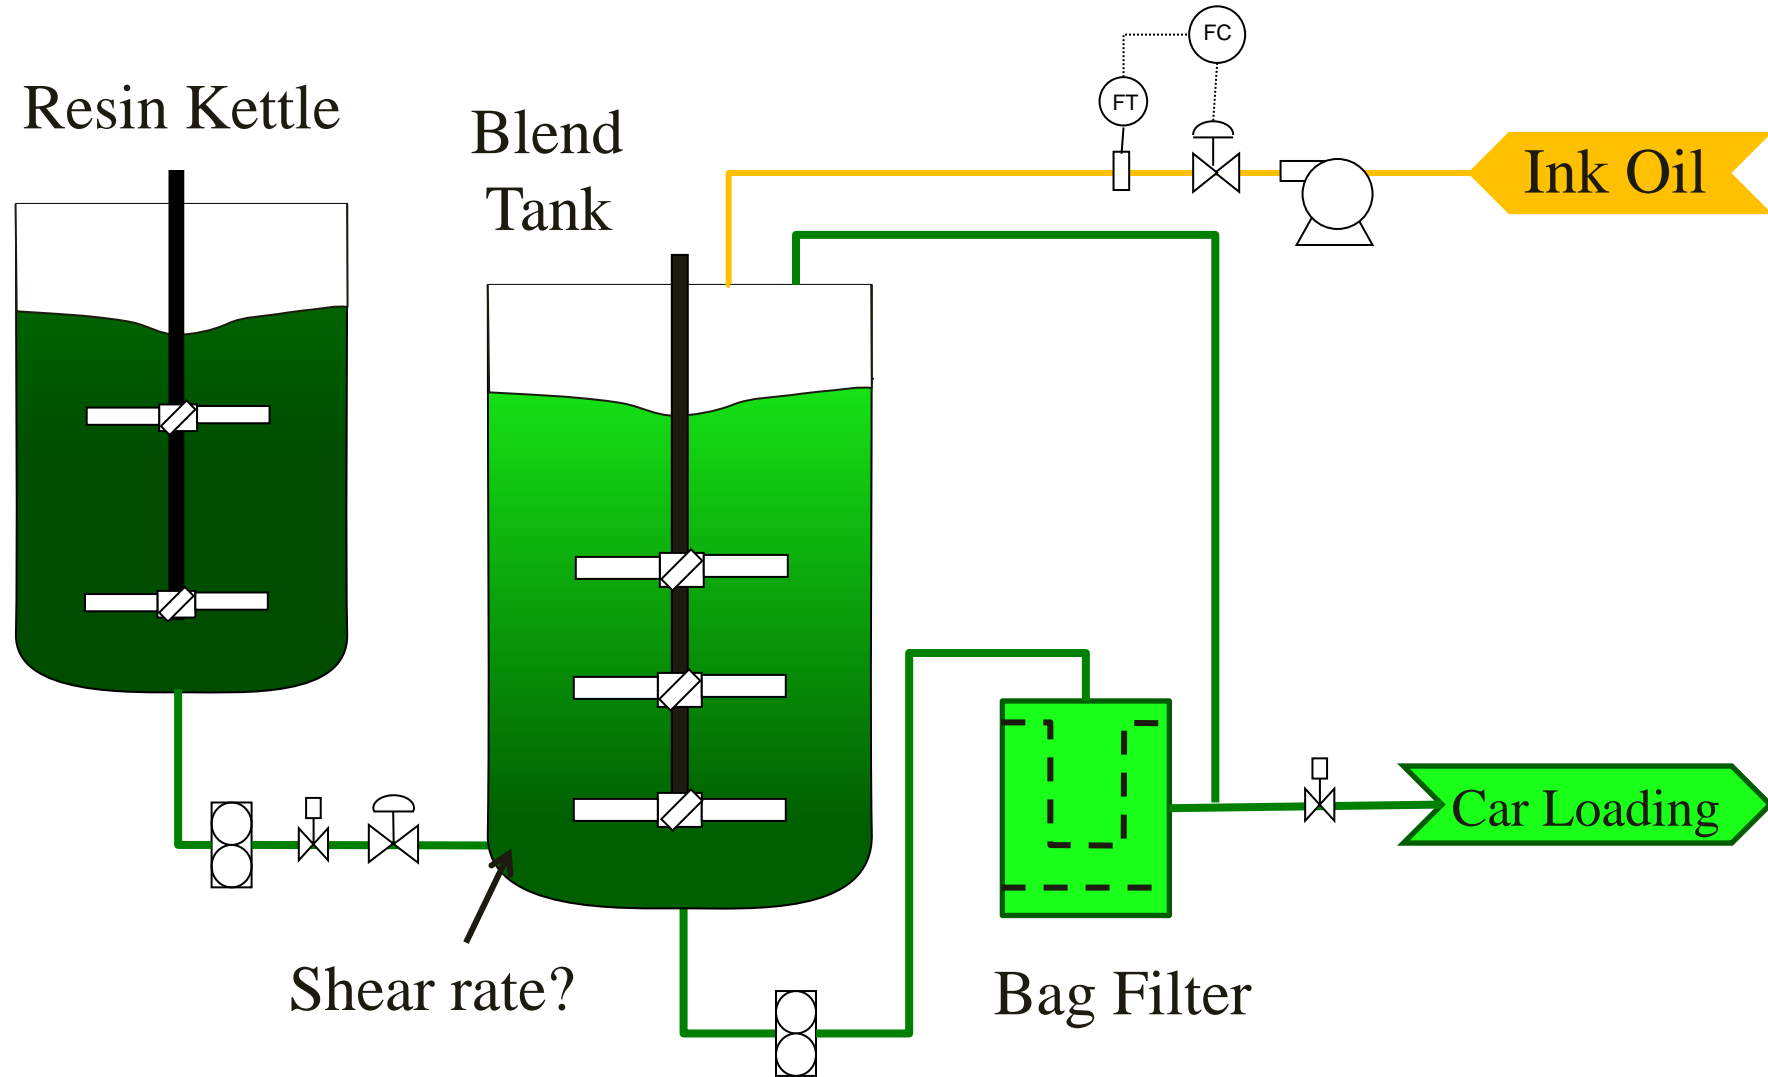 FC
FT
Resin Kettle
Blend
Tank
Ink Oil
Car Loading
Shear rate?
Bag Filter